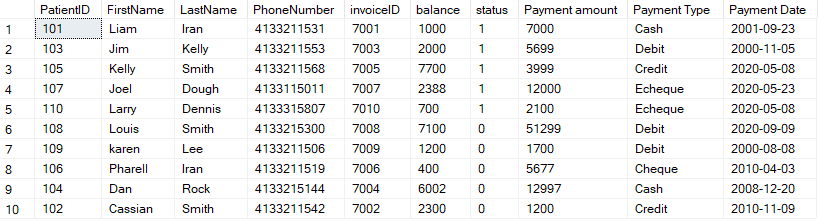 PatientID FirstName LastName PhoneNumber invoiceID balance status Payment amount Payment Type Payment Date
1 101 Liam Iran 4133211531 7001 1000 1 7000 Cash 2001-09-23
2 103 Jim Kelly 4133211553 7003 2000 1 5699 Debit 2000-11-05
3 105 Kelly Smith 4133211568 7005 7700 1 3999 Credit 2020-05-08
4 107 Joel Dough 4133115011 7007 2388 1 12000 Echeque 2020-05-23
5 110 Larry Dennis 4133315807 7010 700 1 2100 Echeque 2020-05-08
6 108 Louis Smith 4133215300 7008 7100 0 51299 Debit 2020-09-09
7 109 karen Lee 4133211506 7009 1200 0 1700 Debit 2000-08-08
8 106 Pharell Iran 4133211519 7006 400 0 5677 Cheque 2010-04-03
9 104 Dan Rock 4133215144 7004 6002 0 12997 Cash 2008-12-20
10 102 Cassian Smith 4133211542 7002 2300 0 1200 Credit 2010-11-09